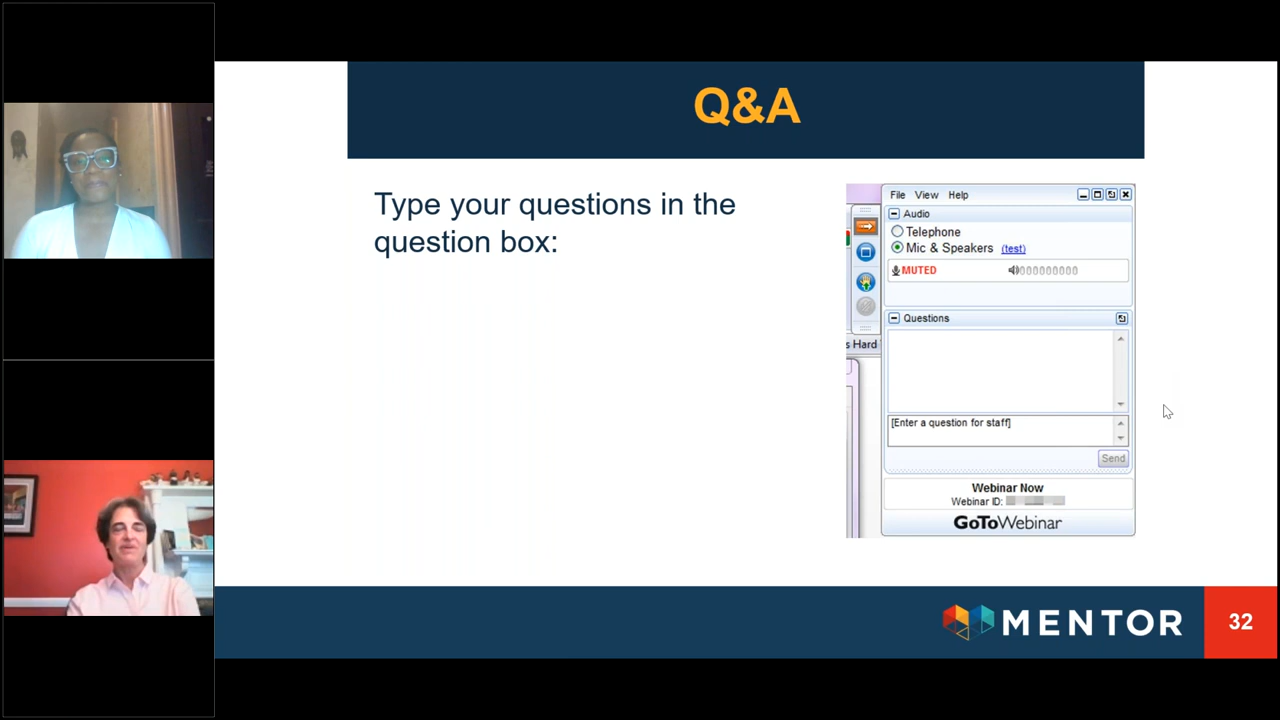 Q&A
Type your questions in the
question box:
File View Help
Audio
Telephone
Mic & Speakers (test)
MUTED
s Hard
Questions
[Enter a question for staff]
Send
Webinar Now
Webinar ID:
GoToWebinar
MENTOR
32